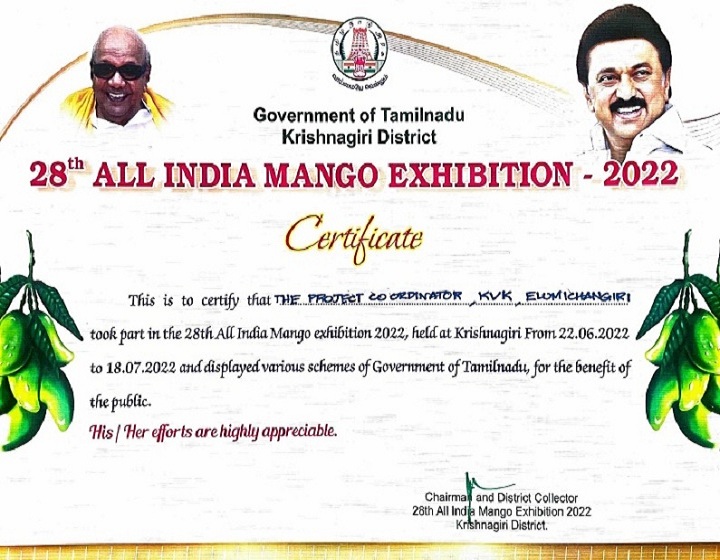 Government of Tamilnadu
Krishnagiri District
28th ALL INDIA MANGO EXHIBITION - 2022
Certificate
This is to certify that THE PROJECT CO ORDINATOR, KVK, ELUMICHANGIRI
took part in the 28th All India Mango exhibition 2022, held at Krishnagiri From 22.06.2022
to 18.07.2022 and displayed various schemes of Government of Tamilnadu, for the benefit of
the public.
His / Her efforts are highly appreciable.
Chairman and District Collector
28th All India Mango Exhibition 2022
Krishnagiri District.